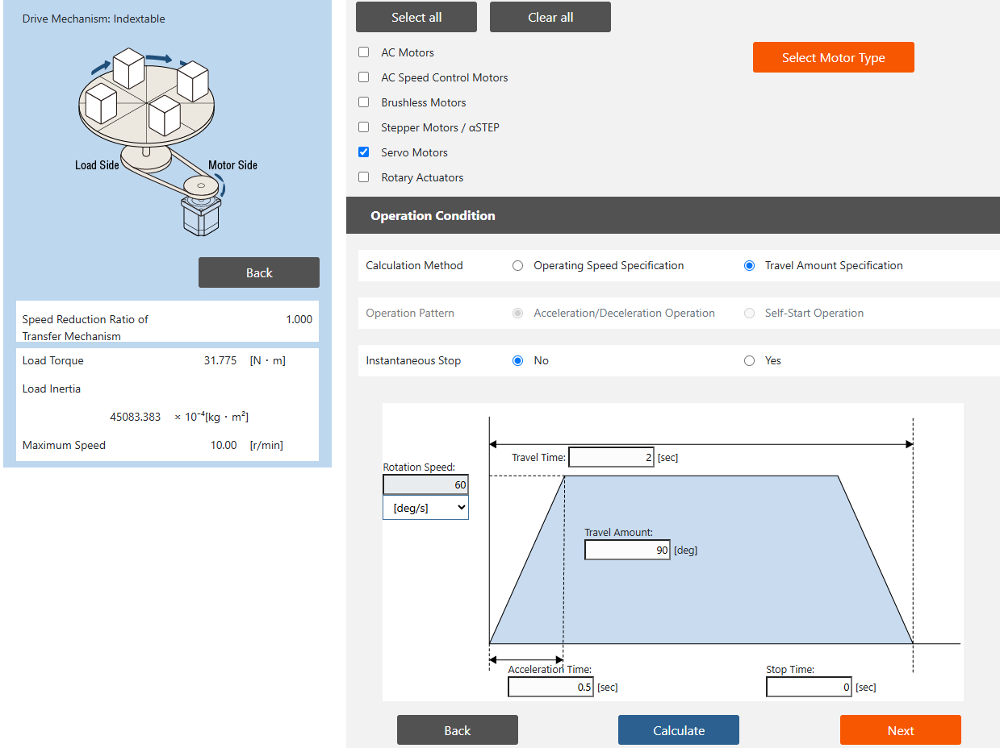 Drive Mechanism: Indextable
Load Side
Motor Side
Back
Speed Reduction Ratio of
Transfer Mechanism
1.000
Load Torque 31.775 [N・m]
Load Inertia
45083.383 × 10⁻⁴[kg・m²]
Maximum Speed 10.00 [r/min]
Select all
Clear all
AC Motors
AC Speed Control Motors
Brushless Motors
Stepper Motors / αSTEP
Servo Motors
Rotary Actuators
Select Motor Type
Operation Condition
Calculation Method Operating Speed Specification Travel Amount Specification
Operation Pattern Acceleration/Deceleration Operation Self-Start Operation
Instantaneous Stop No Yes
Travel Time: 2 [sec]
Rotation Speed:
60
[deg/s]
Travel Amount:
90 [deg]
Acceleration Time:
0.5 [sec]
Stop Time:
0 [sec]
Back
Calculate
Next